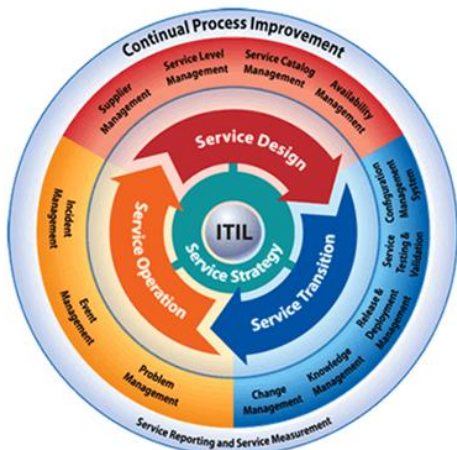 Continual Process Improvement
Supplier
Management
Service Level
Management
Service Catalog
Management
Availability
Management
Configuration
Management
System
Service
Testing &
Validation
Release &
Deployment
Management
Knowledge
Management
Change
Management
Problem
Management
Event
Management
Incident
Management
Service Design
Service Transition
Service Operation
Service Strategy
ITIL
Service Reporting and Service Measurement